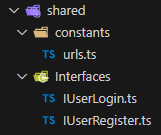 shared
constants
TS urls.ts
Interfaces
TS IUserLogin.ts
TS IUserRegister.ts